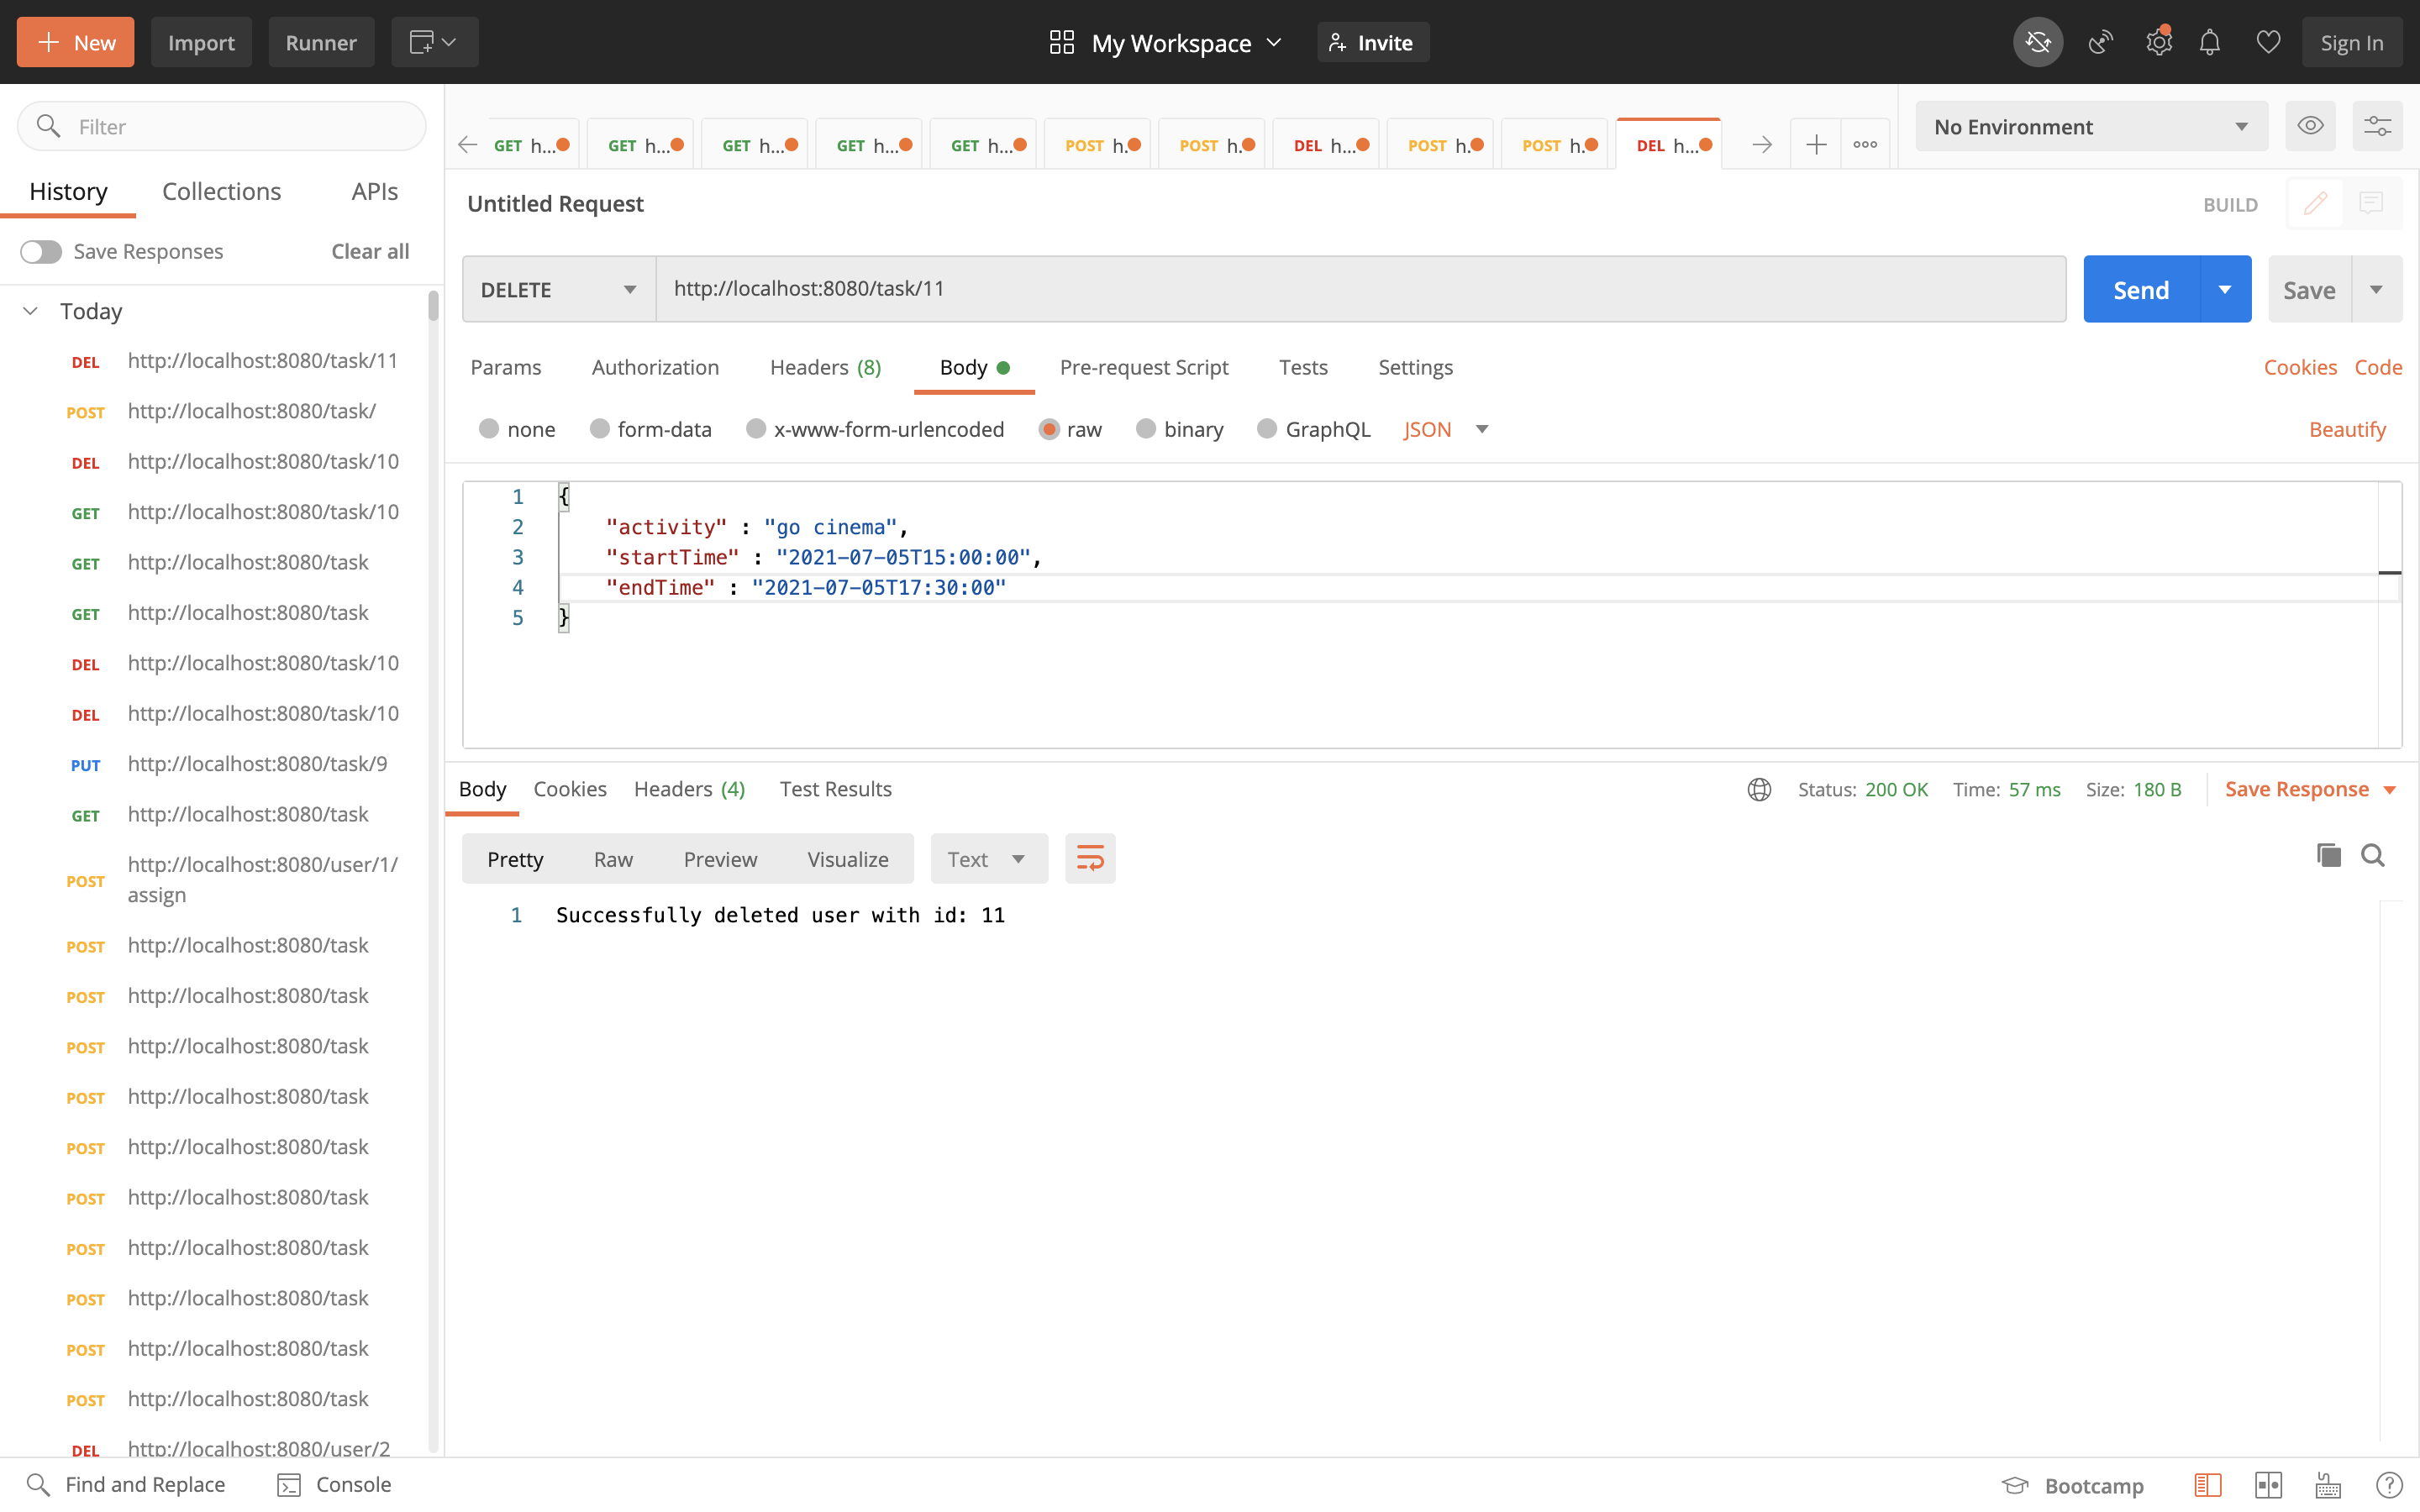 New
Import
Runner
My Workspace
Invite
Sign In
Filter
History
Collections
APIs
Save Responses
Clear all
Today
DEL http://localhost:8080/task/11
POST http://localhost:8080/task/
DEL http://localhost:8080/task/10
GET http://localhost:8080/task/10
GET http://localhost:8080/task
GET http://localhost:8080/task
DEL http://localhost:8080/task/10
DEL http://localhost:8080/task/10
PUT http://localhost:8080/task/9
GET http://localhost:8080/task
POST http://localhost:8080/user/1/
assign
POST http://localhost:8080/task
POST http://localhost:8080/task
POST http://localhost:8080/task
POST http://localhost:8080/task
POST http://localhost:8080/task
POST http://localhost:8080/task
POST http://localhost:8080/task
POST http://localhost:8080/task
POST http://localhost:8080/task
POST http://localhost:8080/task
DEL http://localhost:8080/user/2
GET h...
GET h...
GET h...
GET h...
GET h...
POST h.
POST h.
DEL h...
POST h.
POST h.
DEL h...
No Environment
Untitled Request
BUILD
DELETE
http://localhost:8080/task/11
Send
Save
Params
Authorization
Headers (8)
Body
Pre-request Script
Tests
Settings
Cookies
Code
none
form-data
x-www-form-urlencoded
raw
binary
GraphQL
JSON
Beautify
1 {
2 "activity" : "go cinema",
3 "startTime" : "2021-07-05T15:00:00",
4 "endTime" : "2021-07-05T17:30:00"
5 }
Body
Cookies
Headers (4)
Test Results
Status: 200 OK
Time: 57 ms
Size: 180 B
Save Response
Pretty
Raw
Preview
Visualize
Text
1 Successfully deleted user with id: 11
Find and Replace
Console
Bootcamp